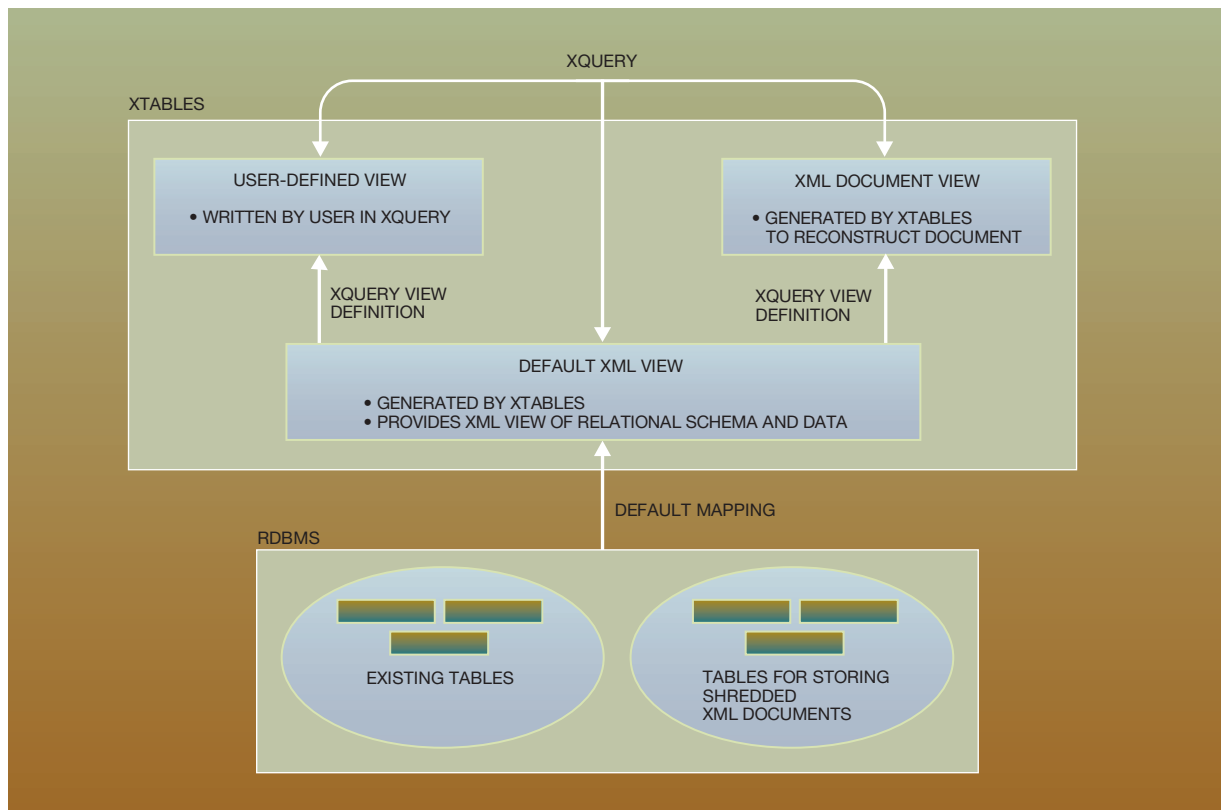 XQUERY
XTABLES
USER-DEFINED VIEW
• WRITTEN BY USER IN XQUERY
XML DOCUMENT VIEW
• GENERATED BY XTABLES
TO RECONSTRUCT DOCUMENT
XQUERY VIEW
DEFINITION
XQUERY VIEW
DEFINITION
DEFAULT XML VIEW
• GENERATED BY XTABLES
• PROVIDES XML VIEW OF RELATIONAL SCHEMA AND DATA
DEFAULT MAPPING
RDBMS
EXISTING TABLES
TABLES FOR STORING
SHREDDED
XML DOCUMENTS